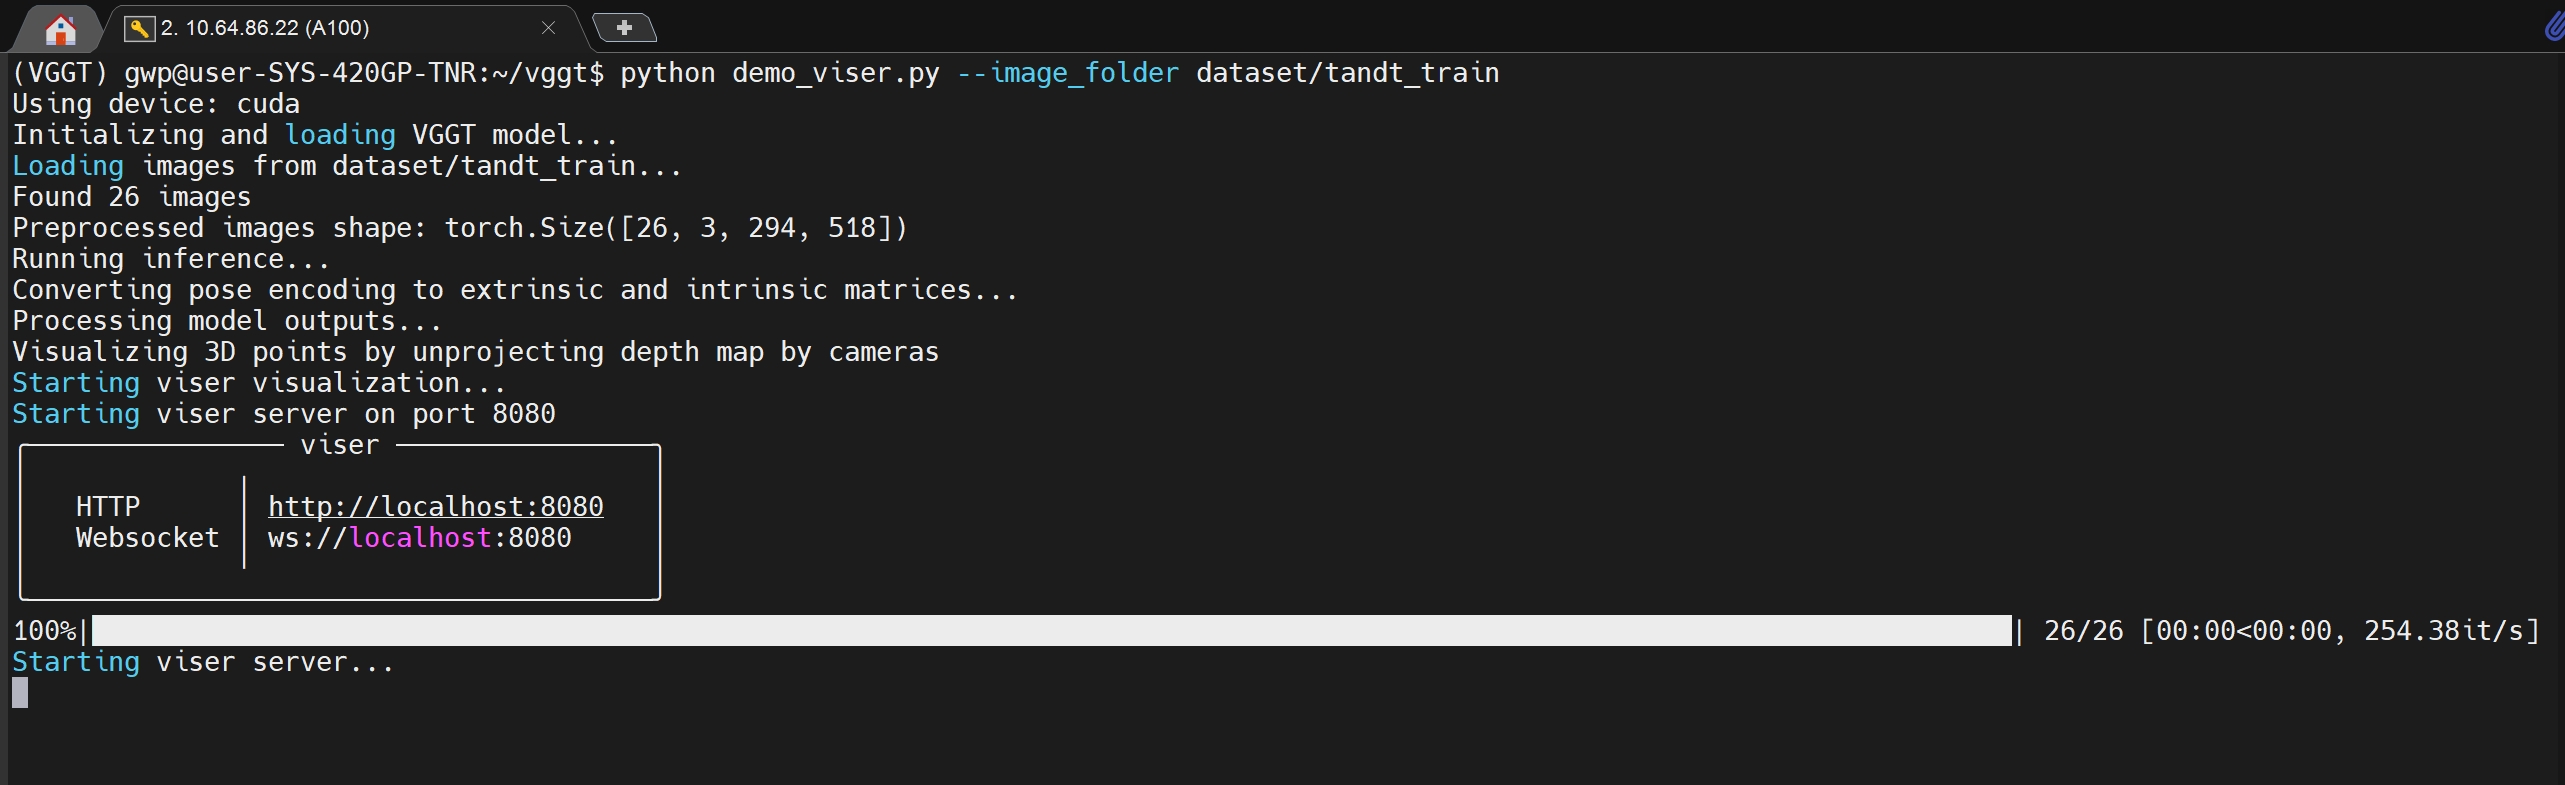 2. 10.64.86.22 (A100)
(VGGT) gwp@user-SYS-420GP-TNR:~/vggt$ python demo_viser.py --image_folder dataset/tandt_train
Using device: cuda
Initializing and loading VGGT model...
Loading images from dataset/tandt_train...
Found 26 images
Preprocessed images shape: torch.Size([26, 3, 294, 518])
Running inference...
Converting pose encoding to extrinsic and intrinsic matrices...
Processing model outputs...
Visualizing 3D points by unprojecting depth map by cameras
Starting viser visualization...
Starting viser server on port 8080
viser
HTTP │ http://localhost:8080
Websocket │ ws://localhost:8080
100%|██████████| 26/26 [00:00<00:00, 254.38it/s]
Starting viser server...